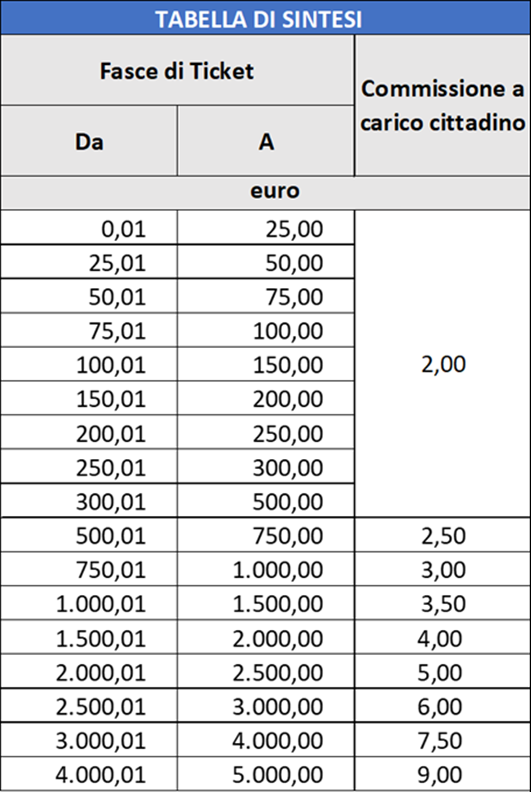 TABELLA DI SINTESI
Fasce di Ticket
Commissione a
carico cittadino
Da A
euro
0,01 25,00
25,01 50,00
50,01 75,00
75,01 100,00
100,01 150,00 2,00
150,01 200,00
200,01 250,00
250,01 300,00
300,01 500,00
500,01 750,00 2,50
750,01 1.000,00 3,00
1.000,01 1.500,00 3,50
1.500,01 2.000,00 4,00
2.000,01 2.500,00 5,00
2.500,01 3.000,00 6,00
3.000,01 4.000,00 7,50
4.000,01 5.000,00 9,00